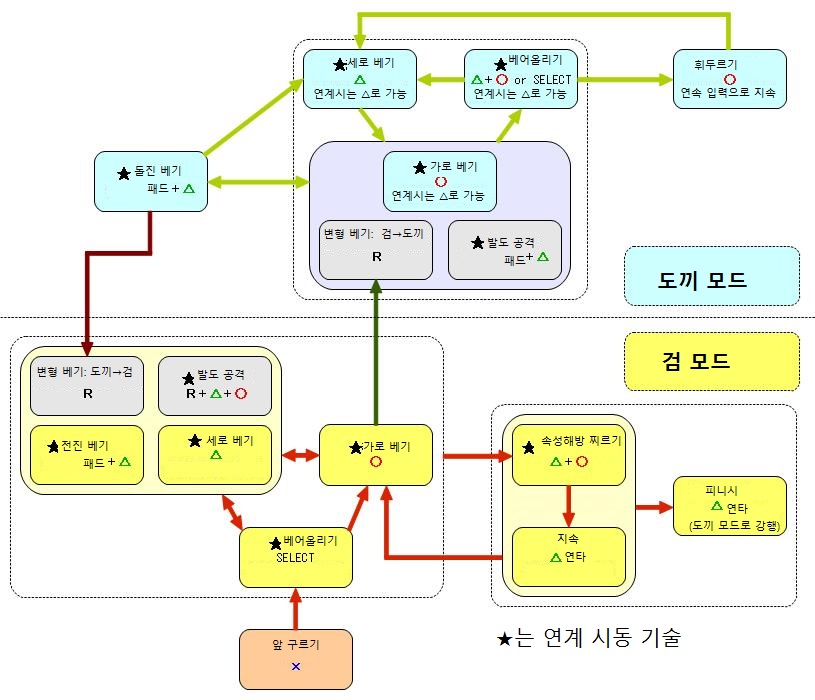 ★세로 베기
△
연계시는 △로 가능
★베어올리기
△+○ or SELECT
연계시는 △로 가능
휘두르기
○
연속 입력으로 지속
★ 돌진 베기
패드+△
★ 가로 베기
○
연계시는 △로 가능
변형 베기: 검→도끼
R
★ 발도 공격
패드+△
도끼 모드
검 모드
변형 베기: 도끼→검
R
★발도 공격
R+△+○
★전진 베기
패드+△
★ 세로 베기
△
★가로 베기
○
★ 속성해방 찌르기
△+○
피니시
△ 연타
(도끼 모드로 강행)
★베어올리기
SELECT
지속
△ 연타
앞 구르기
×
★는 연계 시동 기술